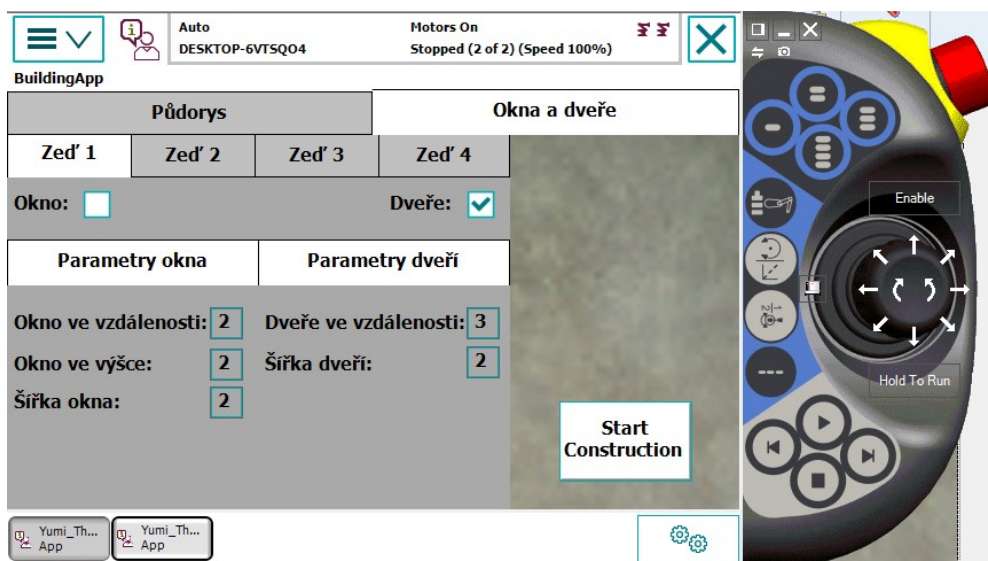 Auto
DESKTOP-6VTSQO4
Motors On
Stopped (2 of 2) (Speed 100%)
BuildingApp
Půdorys
Okna a dveře
Zeď 1
Zeď 2
Zeď 3
Zeď 4
Okno:
Dveře:
Parametry okna
Parametry dveří
Okno ve vzdálenosti: 2
Dveře ve vzdálenosti: 3
Okno ve výšce: 2
Šířka dveří: 2
Šířka okna: 2
Start
Construction
Enable
Hold To Run
Yumi_Th...
App
Yumi_Th...
App